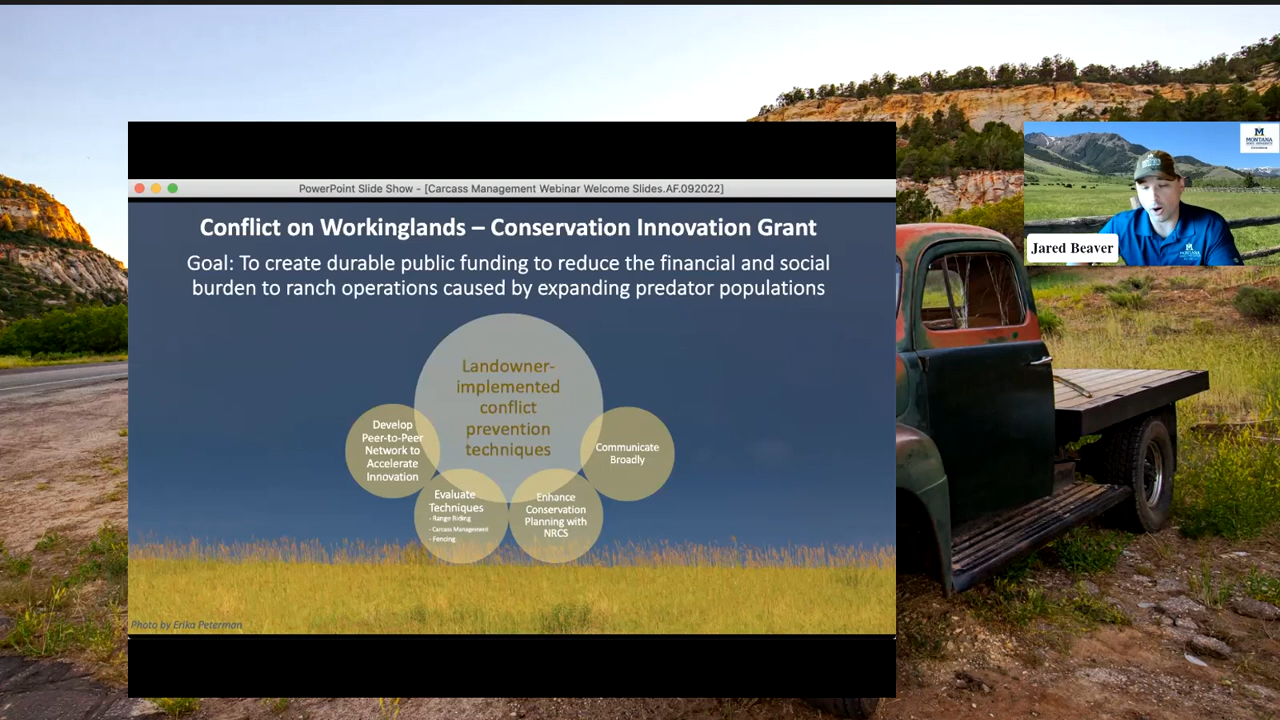 PowerPoint Slide Show - [Carcass Management Webinar Welcome Slides.AF.092022]
Conflict on Workinglands – Conservation Innovation Grant
Goal: To create durable public funding to reduce the financial and social
burden to ranch operations caused by expanding predator populations
Landowner-
implemented
conflict
prevention
techniques
Develop
Peer-to-Peer
Network to
Accelerate
Innovation
Evaluate
Techniques
- Range Riding
- Carcass Management
- Fencing
Enhance
Conservation
Planning with
NRCS
Communicate
Broadly
Photo by Erika Peterman
M
MONTANA
Jared Beaver